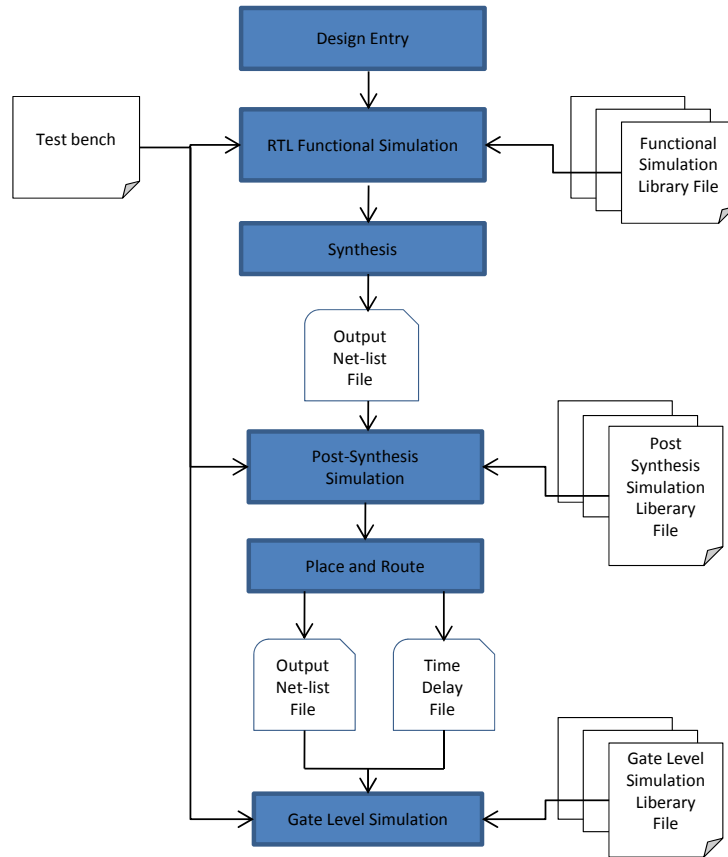 Design Entry
Test bench
RTL Functional Simulation
Functional
Simulation
Library File
Synthesis
Output
Net-list
File
Post-Synthesis
Simulation
Post
Synthesis
Simulation
Liberary
File
Place and Route
Output
Net-list
File
Time
Delay
File
Gate Level Simulation
Gate Level
Simulation
Liberary
File